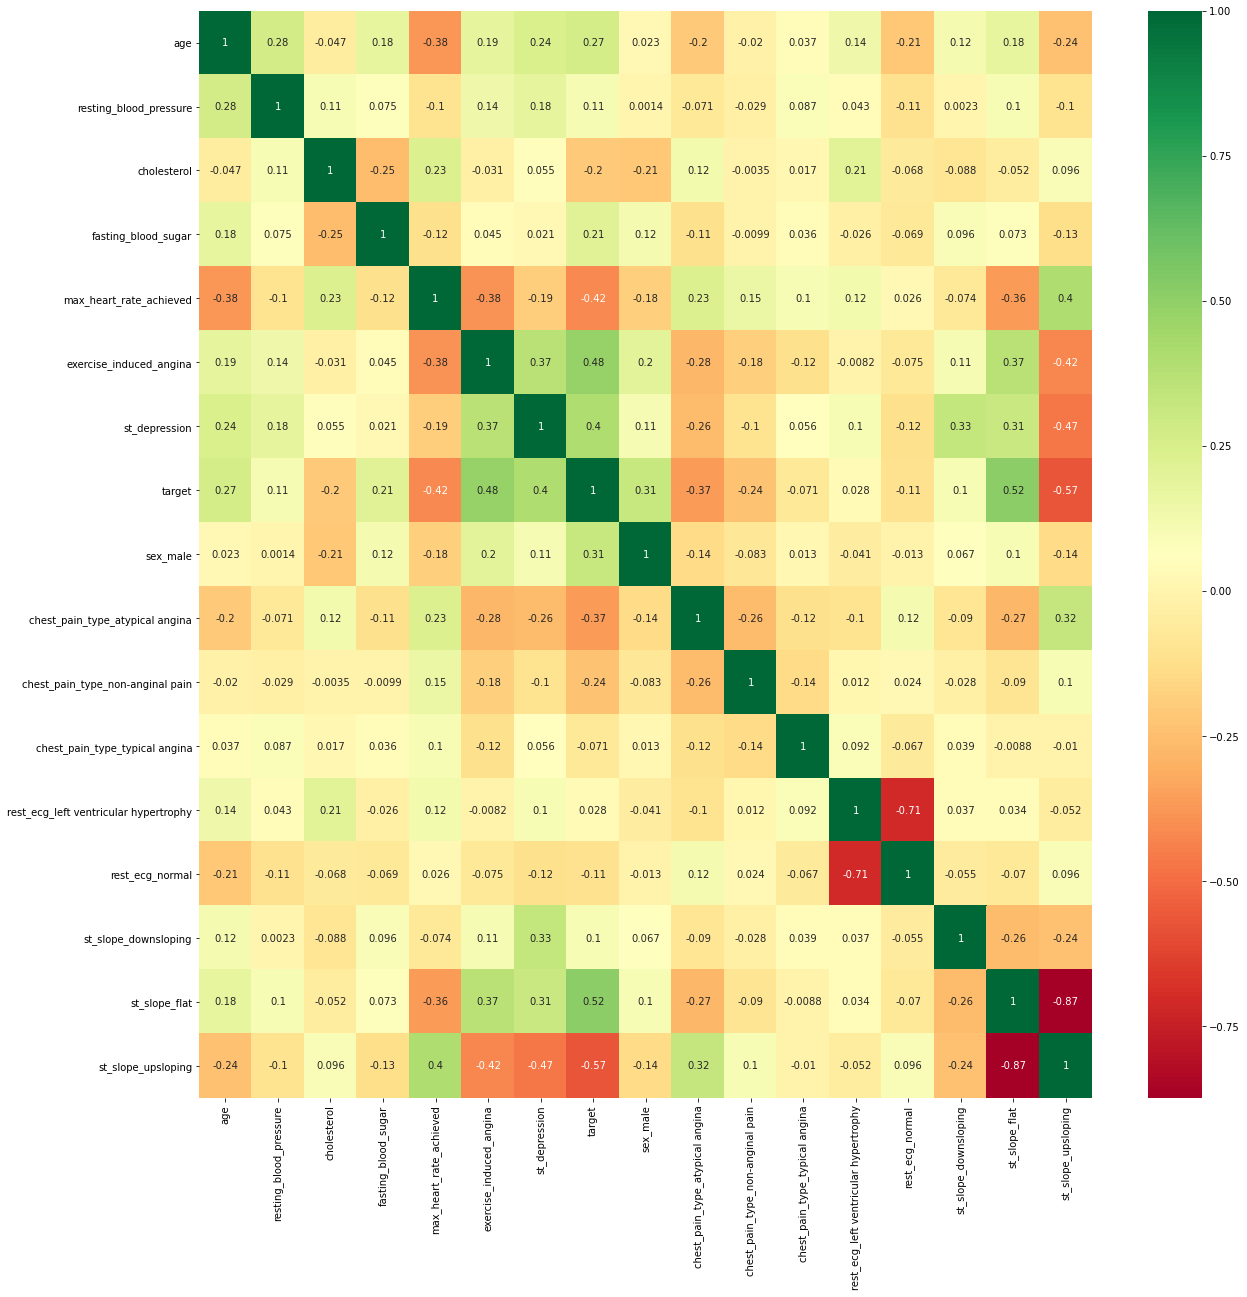 age 1 0.28 -0.047 0.18 -0.38 0.19 0.24 0.27 0.023 -0.2 -0.02 0.037 0.14 -0.21 0.12 0.18 -0.24
resting_blood_pressure 0.28 1 0.11 0.075 -0.1 0.14 0.18 0.11 0.0014 -0.071 -0.029 0.087 0.043 -0.11 0.0023 0.1 -0.1
cholesterol -0.047 0.11 1 -0.25 0.23 -0.031 0.055 -0.2 -0.21 0.12 -0.0035 0.017 0.21 -0.068 -0.088 -0.052 0.096
fasting_blood_sugar 0.18 0.075 -0.25 1 -0.12 0.045 0.021 0.21 0.12 -0.11 -0.0099 0.036 -0.026 -0.069 0.096 0.073 -0.13
max_heart_rate_achieved -0.38 -0.1 0.23 -0.12 1 -0.38 -0.19 -0.42 -0.18 0.23 0.15 0.1 0.12 0.026 -0.074 -0.36 0.4
exercise_induced_angina 0.19 0.14 -0.031 0.045 -0.38 1 0.37 0.48 0.2 -0.28 -0.18 -0.12 -0.0082 -0.075 0.11 0.37 -0.42
st_depression 0.24 0.18 0.055 0.021 -0.19 0.37 1 0.4 0.11 -0.26 -0.1 0.056 0.1 -0.12 0.33 0.31 -0.47
target 0.27 0.11 -0.2 0.21 -0.42 0.48 0.4 1 0.31 -0.37 -0.24 -0.071 0.028 -0.11 0.1 0.52 -0.57
sex_male 0.023 0.0014 -0.21 0.12 -0.18 0.2 0.11 0.31 1 -0.14 -0.083 0.013 -0.041 -0.013 0.067 0.1 -0.14
chest_pain_type_atypical angina -0.2 -0.071 0.12 -0.11 0.23 -0.28 -0.26 -0.37 -0.14 1 -0.26 -0.12 -0.1 0.12 -0.09 -0.27 0.32
chest_pain_type_non-anginal pain -0.02 -0.029 -0.0035 -0.0099 0.15 -0.18 -0.1 -0.24 -0.083 -0.26 1 -0.14 0.012 0.024 -0.028 -0.09 0.1
chest_pain_type_typical angina 0.037 0.087 0.017 0.036 0.1 -0.12 0.056 -0.071 0.013 -0.12 -0.14 1 0.092 -0.067 0.039 -0.0088 -0.01
rest_ecg_left ventricular hypertrophy 0.14 0.043 0.21 -0.026 0.12 -0.0082 0.1 0.028 -0.041 -0.1 0.012 0.092 1 -0.71 0.037 0.034 -0.052
rest_ecg_normal -0.21 -0.11 -0.068 -0.069 0.026 -0.075 -0.12 -0.11 -0.013 0.12 0.024 -0.067 -0.71 1 -0.055 -0.07 0.096
st_slope_downsloping 0.12 0.0023 -0.088 0.096 -0.074 0.11 0.33 0.1 0.067 -0.09 -0.028 0.039 0.037 -0.055 1 -0.26 -0.24
st_slope_flat 0.18 0.1 -0.052 0.073 -0.36 0.37 0.31 0.52 0.1 -0.27 -0.09 -0.0088 0.034 -0.07 -0.26 1 -0.87
st_slope_upsloping -0.24 -0.1 0.096 -0.13 0.4 -0.42 -0.47 -0.57 -0.14 0.32 0.1 -0.01 -0.052 0.096 -0.24 -0.87 1
age
resting_blood_pressure
cholesterol
fasting_blood_sugar
max_heart_rate_achieved
exercise_induced_angina
st_depression
target
sex_male
chest_pain_type_atypical angina
chest_pain_type_non-anginal pain
chest_pain_type_typical angina
rest_ecg_left ventricular hypertrophy
rest_ecg_normal
st_slope_downsloping
st_slope_flat
st_slope_upsloping
1.00
0.75
0.50
0.25
0.00
−0.25
−0.50
−0.75